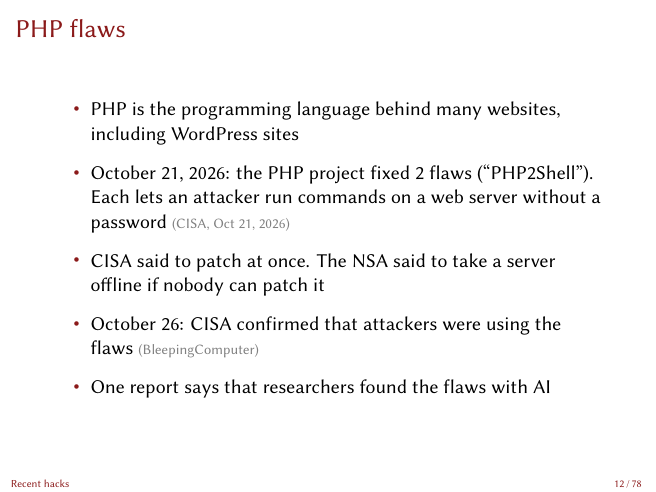 PHP flaws
• PHP is the programming language behind many websites,
including WordPress sites
• October 21, 2026: the PHP project fixed 2 flaws (“PHP2Shell”).
Each lets an attacker run commands on a web server without a
password (CISA, Oct 21, 2026)
• CISA said to patch at once. The NSA said to take a server
offline if nobody can patch it
• October 26: CISA confirmed that attackers were using the
flaws (BleepingComputer)
• One report says that researchers found the flaws with AI
Recent hacks
12 / 78